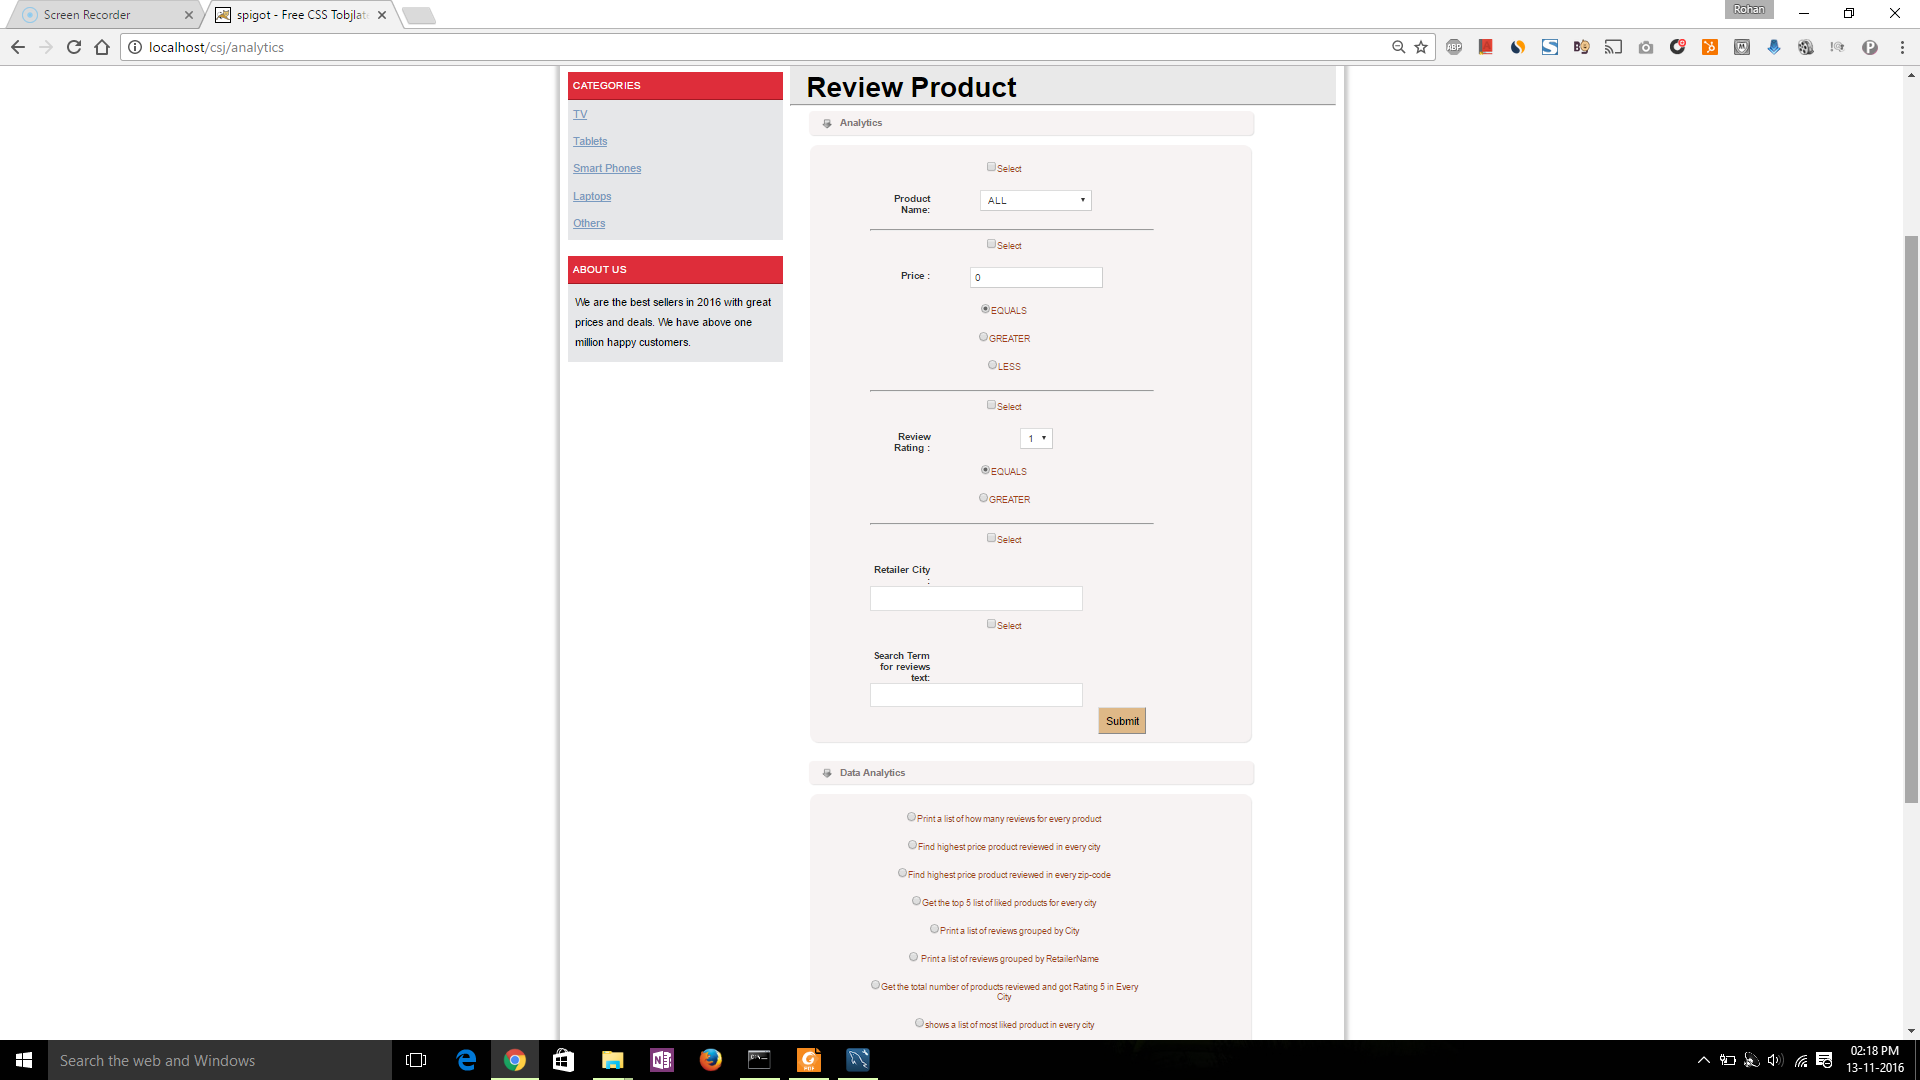 Screen Recorder
spigot - Free CSS Tobjlat
Rohan
localhost/csj/analytics
CATEGORIES
TV
Tablets
Smart Phones
Laptops
Others
ABOUT US
We are the best sellers in 2016 with great
prices and deals. We have above one
million happy customers.
Review Product
Analytics
Select
Product
Name:
ALL
Select
Price :
0
EQUALS
GREATER
LESS
Select
Review
Rating :
1
EQUALS
GREATER
Select
Retailer City
:
Select
Search Term
for reviews
text:
Submit
Data Analytics
Print a list of how many reviews for every product
Find highest price product reviewed in every city
Find highest price product reviewed in every zip-code
Get the top 5 list of liked products for every city
Print a list of reviews grouped by City
Print a list of reviews grouped by RetailerName
Get the total number of products reviewed and got Rating 5 in Every
City
shows a list of most liked product in every city
Search the web and Windows
02:18 PM
13-11-2016